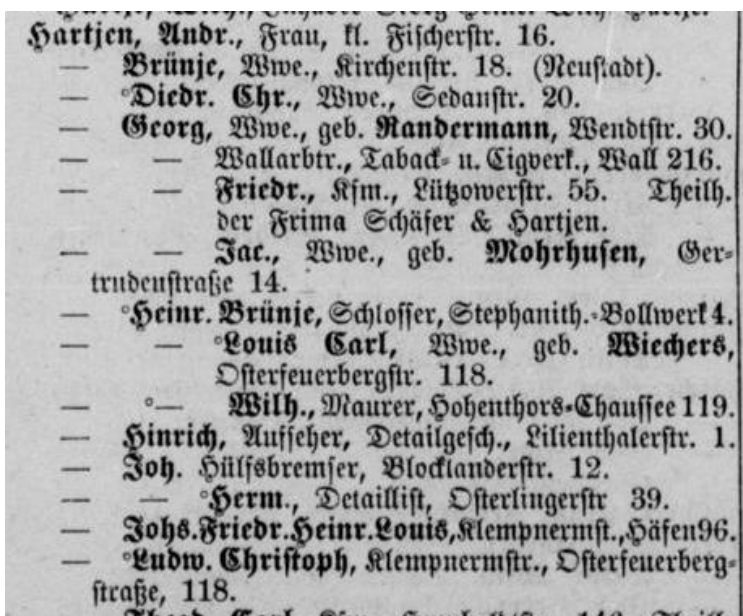 Hartjen, Andr., Frau, kl. Fischerstr. 16.
— Brünje, Wwe., Kirchenstr. 18. (Neustadt).
— °Diedr. Chr., Wwe., Sedanstr. 20.
— Georg, Wwe., geb. Randermann, Wendtstr. 30.
— — Wallarbtr., Taback- u. Cigverk., Wall 216.
— — Friedr., Kfm., Lützowerstr. 55. Theilh.
der Frima Schäfer & Hartjen.
— — Jac., Wwe., geb. Mohrhusen, Ger-
trudenstraße 14.
— °Heinr. Brünje, Schlosser, Stephanith.-Bollwerk 4.
— — °Louis Carl, Wwe., geb. Wiechers,
Osterfeuerbergstr. 118.
— °— Wilh., Maurer, Hohenthors-Chaussee 119.
— Hinrich, Aufseher, Detailgesch., Lilienthalerstr. 1.
— Joh. Hülfsbremser, Blocklanderstr. 12.
— — °Herm., Detaillist, Osterlingerstr 39.
— Johs. Friedr. Heinr. Louis, Klempnermst., Häfen 96.
— °Ludw. Christoph, Klempnermstr., Osterfeuerberg-
straße, 118.